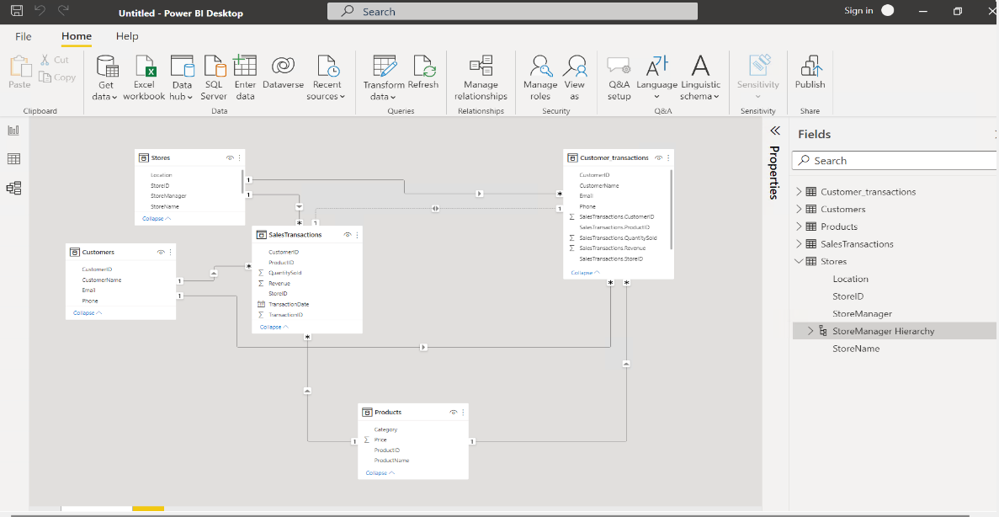 Untitled - Power BI Desktop
Search
Sign in
File
Home
Help
Paste
Cut
Copy
Clipboard
Get data
Excel workbook
Data hub
SQL Server
Enter data
Dataverse
Recent sources
Data
Transform data
Refresh
Queries
Manage relationships
Relationships
Manage roles
View as
Security
Q&A setup
Language
Linguistic schema
Q&A
Sensitivity
Sensitivity
Publish
Share
Stores
Location
StoreID
StoreManager
StoreName
Collapse
1
1
Customer_transactions
CustomerID
CustomerName
Email
Phone
Σ SalesTransactions.CustomerID
SalesTransactions.ProductID
Σ SalesTransactions.QuantitySold
Σ SalesTransactions.Revenue
SalesTransactions.StoreID
Collapse
*
1
*
*
SalesTransactions
CustomerID
ProductID
Σ QuantitySold
Σ Revenue
StoreID
TransactionDate
Σ TransactionID
Collapse
*
1
*
*
Customers
CustomerID
CustomerName
Email
Phone
Collapse
1
1
Products
Category
Σ Price
ProductID
ProductName
Collapse
1
1
Properties
Fields
Search
Customer_transactions
Customers
Products
SalesTransactions
Stores
Location
StoreID
StoreManager
StoreManager Hierarchy
StoreName